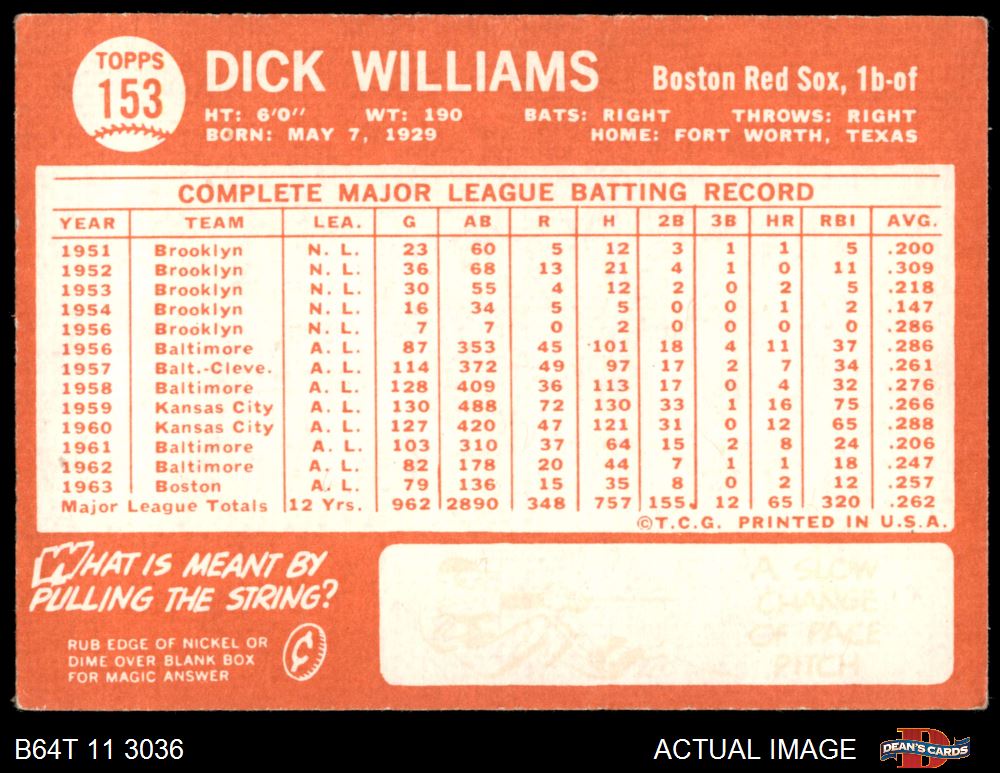 TOPPS
153
DICK WILLIAMS
Boston Red Sox, 1b-of
HT: 6'0" WT: 190 BATS: RIGHT THROWS: RIGHT
BORN: MAY 7, 1929 HOME: FORT WORTH, TEXAS
COMPLETE MAJOR LEAGUE BATTING RECORD
YEAR TEAM LEA. G AB R H 2B 3B HR RBI AVG.
1951 Brooklyn N. L. 23 60 5 12 3 1 1 5 .200
1952 Brooklyn N. L. 36 68 13 21 4 1 0 11 .309
1953 Brooklyn N. L. 30 55 4 12 2 0 2 5 .218
1954 Brooklyn N. L. 16 34 5 5 0 0 1 2 .147
1956 Brooklyn N. L. 7 7 0 2 0 0 0 0 .286
1956 Baltimore A. L. 87 353 45 101 18 4 11 37 .286
1957 Balt.-Cleve. A. L. 114 372 49 97 17 2 7 34 .261
1958 Baltimore A. L. 128 409 36 113 17 0 4 32 .276
1959 Kansas City A. L. 130 488 72 130 33 1 16 75 .266
1960 Kansas City A. L. 127 420 47 121 31 0 12 65 .288
1961 Baltimore A. L. 103 310 37 64 15 2 8 24 .206
1962 Baltimore A. L. 82 178 20 44 7 1 1 18 .247
1963 Boston A. L. 79 136 15 35 8 0 2 12 .257
Major League Totals 12 Yrs. 962 2890 348 757 155 12 65 320 .262
©T.C.G. PRINTED IN U.S.A.
WHAT IS MEANT BY
PULLING THE STRING?
RUB EDGE OF NICKEL OR
DIME OVER BLANK BOX
FOR MAGIC ANSWER
¢
A SLOW
CHANGE
OF PACE
PITCH
B64T 11 3036
ACTUAL IMAGE
DEAN'S CARDS